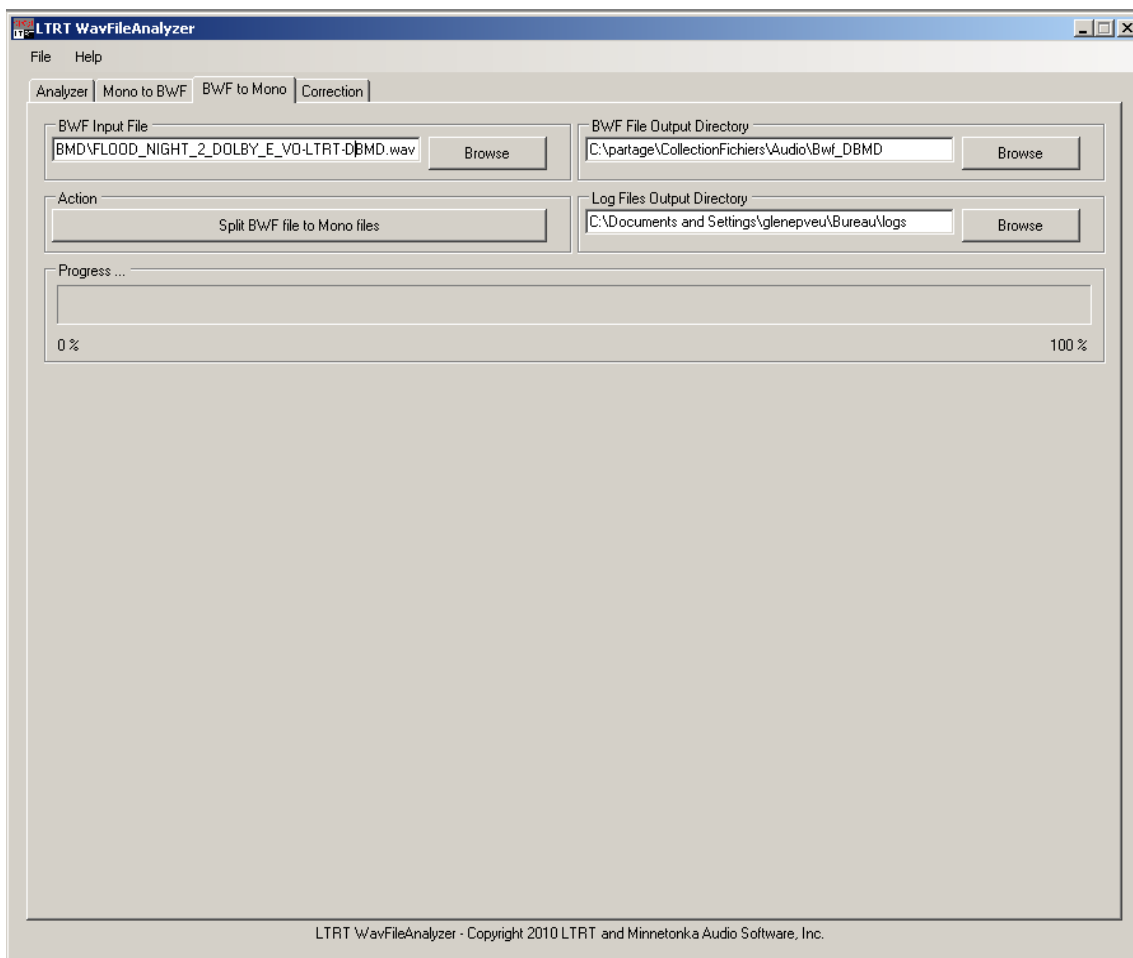 LTRT WavFileAnalyzer
File Help
Analyzer Mono to BWF BWF to Mono Correction
BWF Input File
BMD\FLOOD_NIGHT_2_DOLBY_E_VO-LTRT-DBMD.wav Browse
BWF File Output Directory
C:\partage\CollectionFichiers\Audio\Bwf_DBMD Browse
Action
Split BWF file to Mono files
Log Files Output Directory
C:\Documents and Settings\glenepveu\Bureau\logs Browse
Progress ...
0 % 100 %
LTRT WavFileAnalyzer - Copyright 2010 LTRT and Minnetonka Audio Software, Inc.